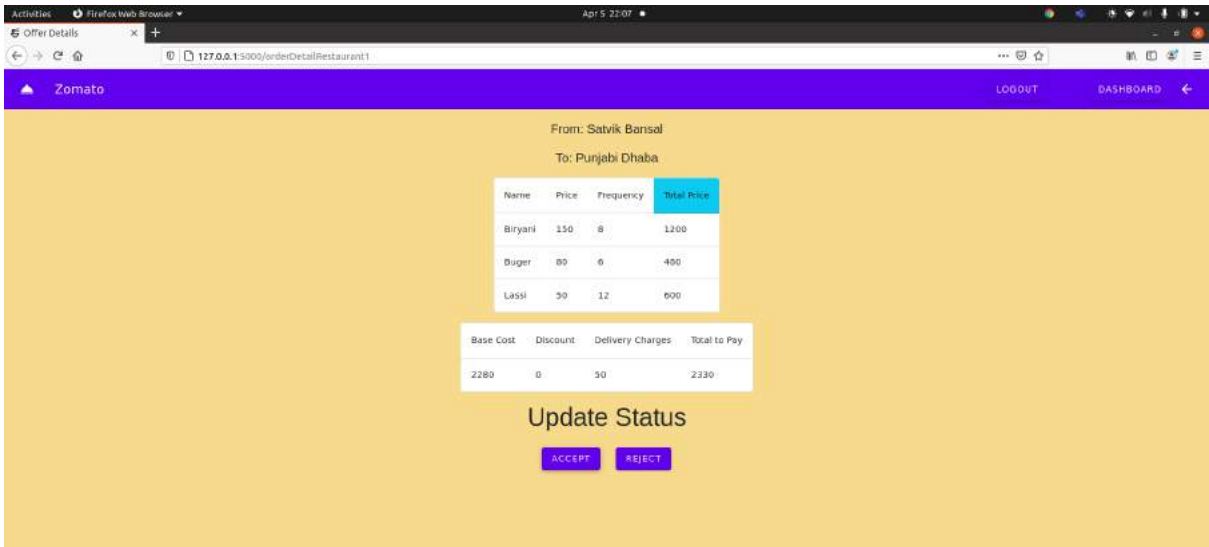 Activities Firefox Web Browser Apr 5 22:07
Offer Details
127.0.0.1:5000/orderDetailRestaurant1
Zomato LOGOUT DASHBOARD
From: Satvik Bansal
To: Punjabi Dhaba
Name Price Frequency Total Price
Biryani 150 8 1200
Buger 80 6 480
Lassi 50 12 600
Base Cost Discount Delivery Charges Total to Pay
2280 0 50 2330
Update Status
ACCEPT REJECT